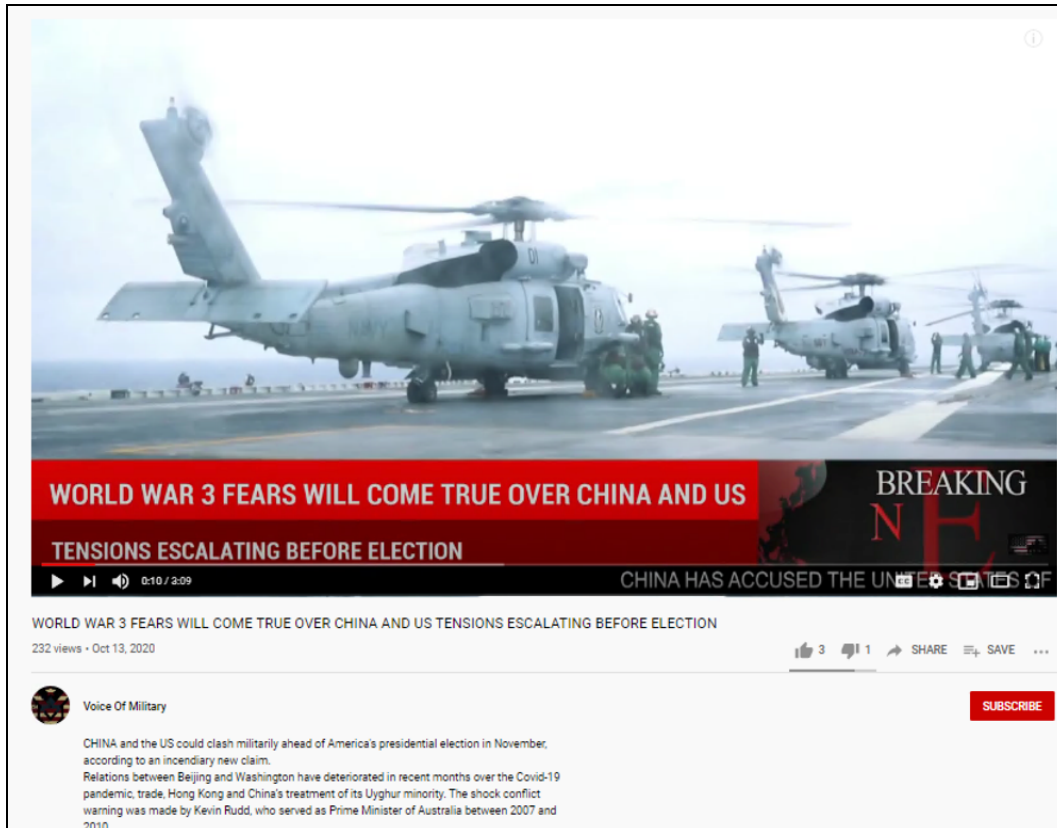 01
NAVY
WORLD WAR 3 FEARS WILL COME TRUE OVER CHINA AND US
BREAKING
NE
TENSIONS ESCALATING BEFORE ELECTION
0:10 / 3:09
CHINA HAS ACCUSED THE UNITED STATES OF
CC
WORLD WAR 3 FEARS WILL COME TRUE OVER CHINA AND US TENSIONS ESCALATING BEFORE ELECTION
232 views • Oct 13, 2020
3 1 SHARE SAVE
Voice Of Military
SUBSCRIBE
CHINA and the US could clash militarily ahead of America's presidential election in November,
according to an incendiary new claim.
Relations between Beijing and Washington have deteriorated in recent months over the Covid-19
pandemic, trade, Hong Kong and China's treatment of its Uyghur minority. The shock conflict
warning was made by Kevin Rudd, who served as Prime Minister of Australia between 2007 and
2010